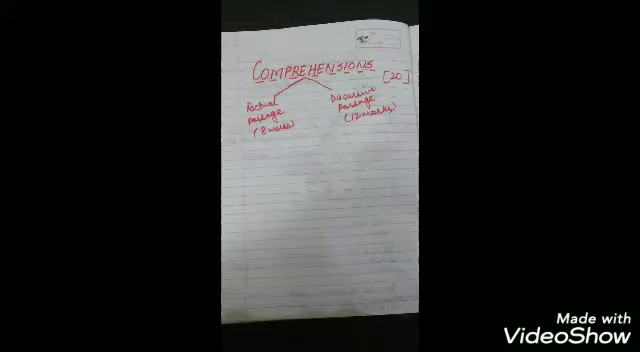 COMPREHENSIONS
[20]
Factual
Passage
(8 marks)
Discursive
Passage
(12 marks)
Made with
VideoShow